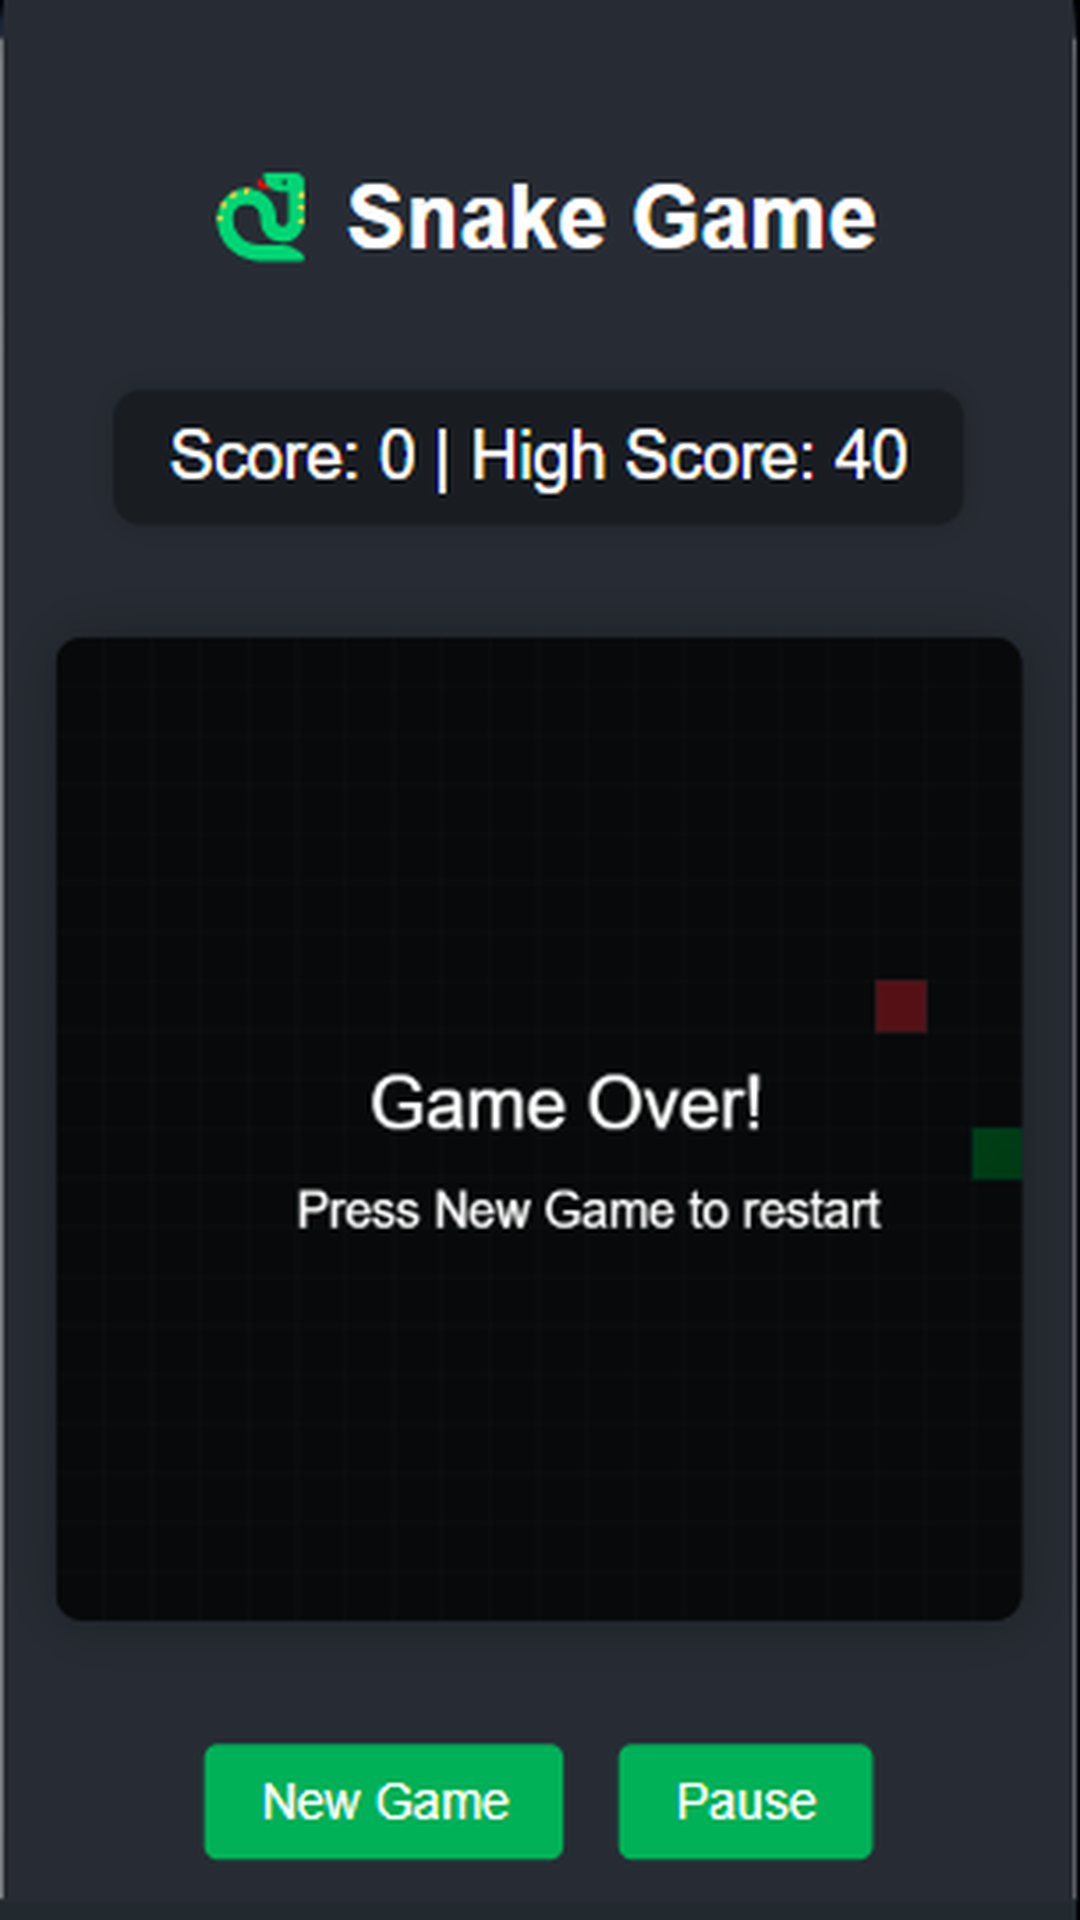 Snake Game
Score: 0 | High Score: 40
Game Over!
Press New Game to restart
New Game
Pause